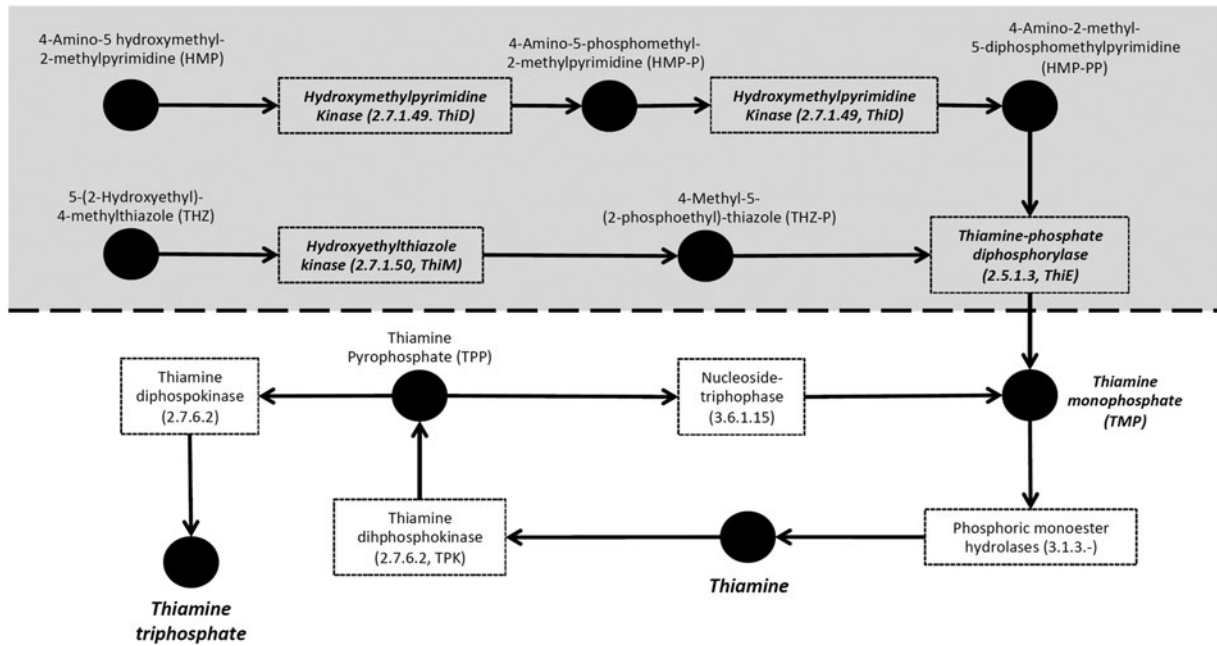 4-Amino-5 hydroxymethyl-
2-methylpyrimidine (HMP)
4-Amino-5-phosphomethyl-
2-methylpyrimidine (HMP-P)
4-Amino-2-methyl-
5-diphosphomethylpyrimidine
(HMP-PP)
Hydroxymethylpyrimidine
Kinase (2.7.1.49. ThiD)
Hydroxymethylpyrimidine
Kinase (2.7.1.49, ThiD)
5-(2-Hydroxyethyl)-
4-methylthiazole (THZ)
4-Methyl-5-
(2-phosphoethyl)-thiazole (THZ-P)
Hydroxyethylthiazole
kinase (2.7.1.50, ThiM)
Thiamine-phosphate
diphosphorylase
(2.5.1.3, ThiE)
Thiamine
Pyrophosphate (TPP)
Thiamine
diphospokinase
(2.7.6.2)
Nucleoside-
triphophase
(3.6.1.15)
Thiamine
monophosphate
(TMP)
Thiamine
dihphosphokinase
(2.7.6.2, TPK)
Thiamine
Phosphoric monoester
hydrolases (3.1.3.-)
Thiamine
triphosphate